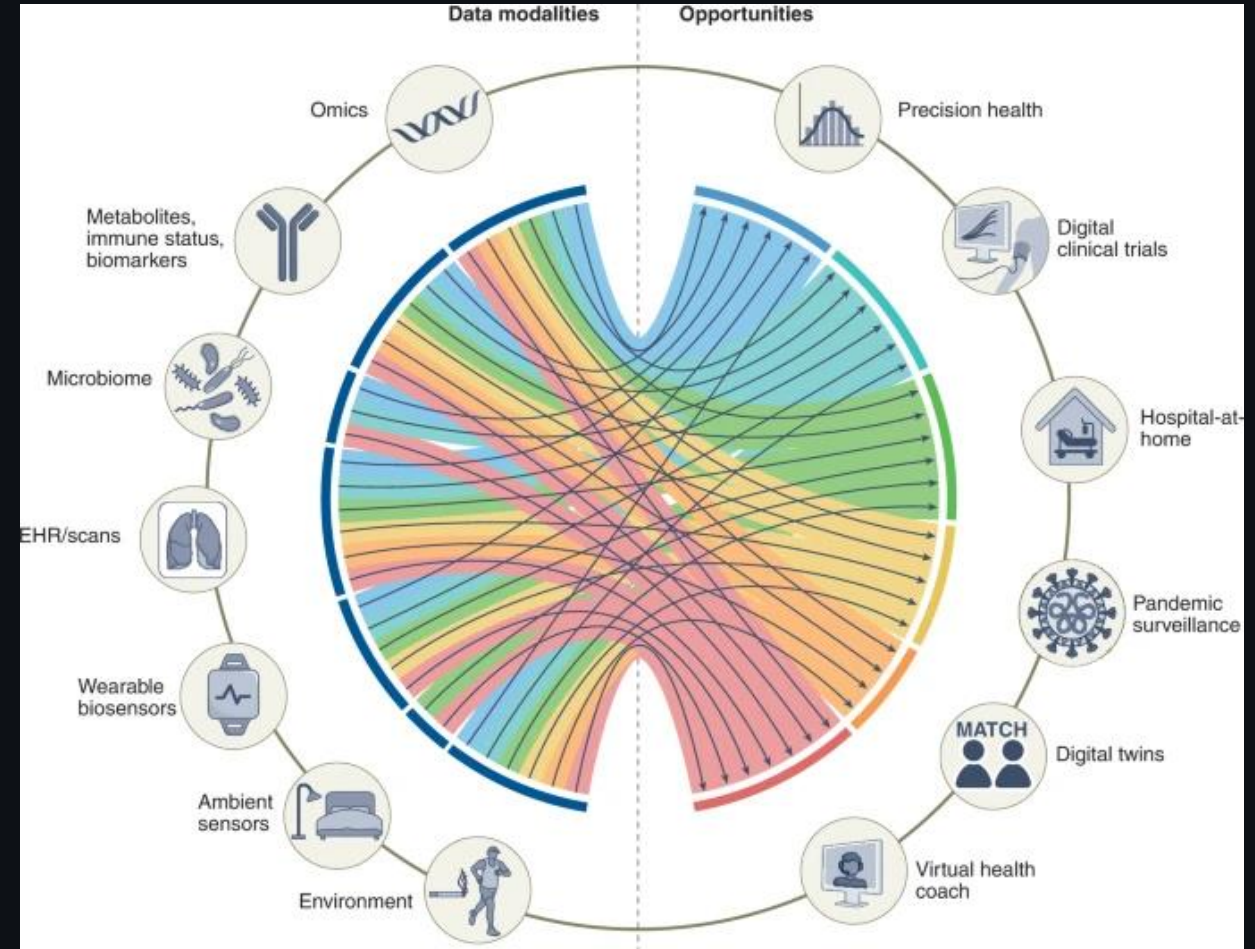 Data modalities
Opportunities
Omics
Precision health
Metabolites,
immune status,
biomarkers
Digital
clinical trials
Microbiome
Hospital-at-
home
EHR/scans
Pandemic
surveillance
Wearable
biosensors
MATCH
Digital twins
Ambient
sensors
Virtual health
coach
Environment